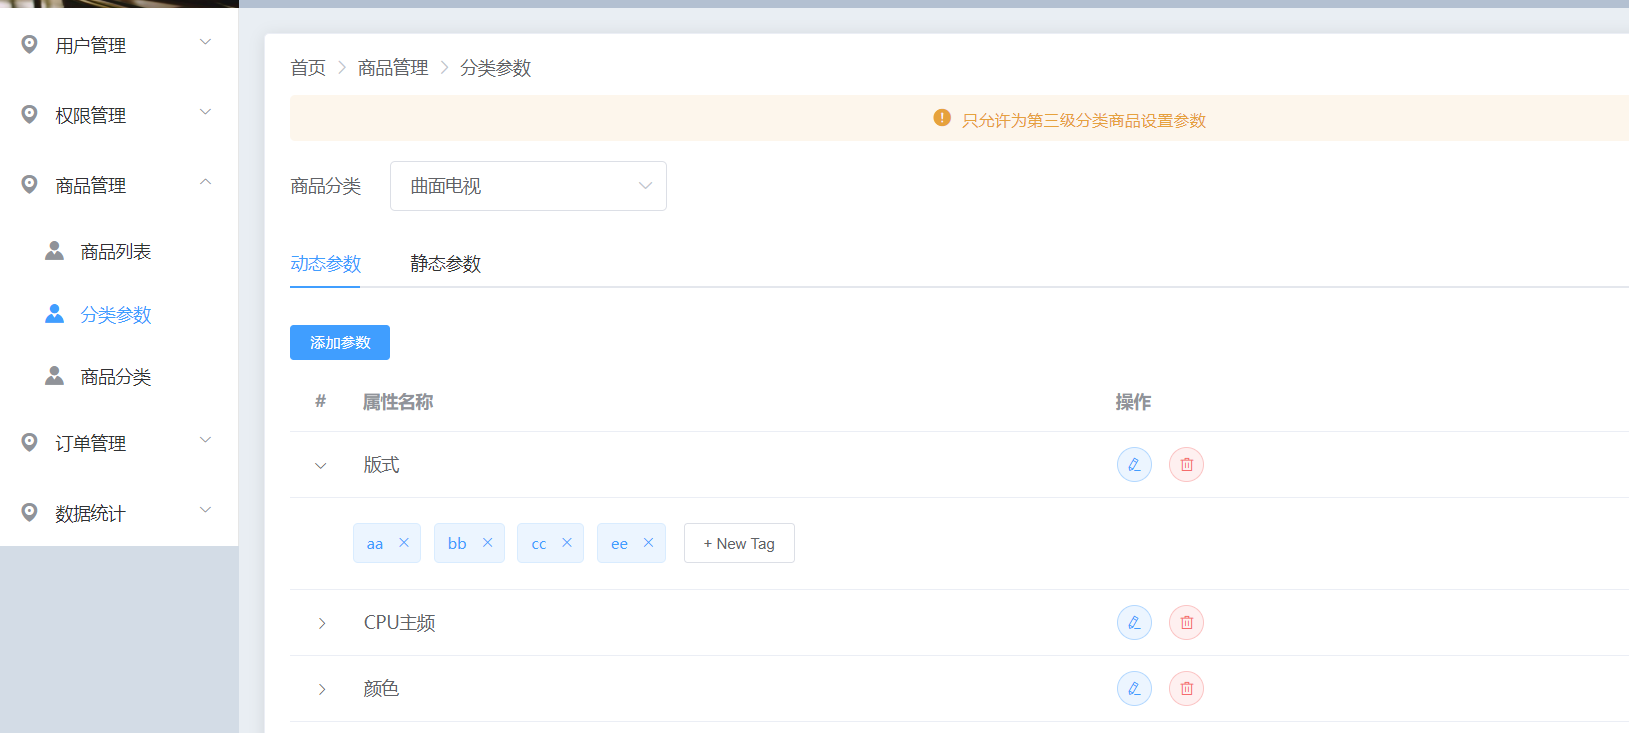 用户管理
权限管理
商品管理
商品列表
分类参数
商品分类
订单管理
数据统计
首页 > 商品管理 > 分类参数
只允许为第三级分类商品设置参数
商品分类 曲面电视
动态参数 静态参数
添加参数
# 属性名称 操作
版式
aa × bb × cc × ee × + New Tag
CPU主频
颜色